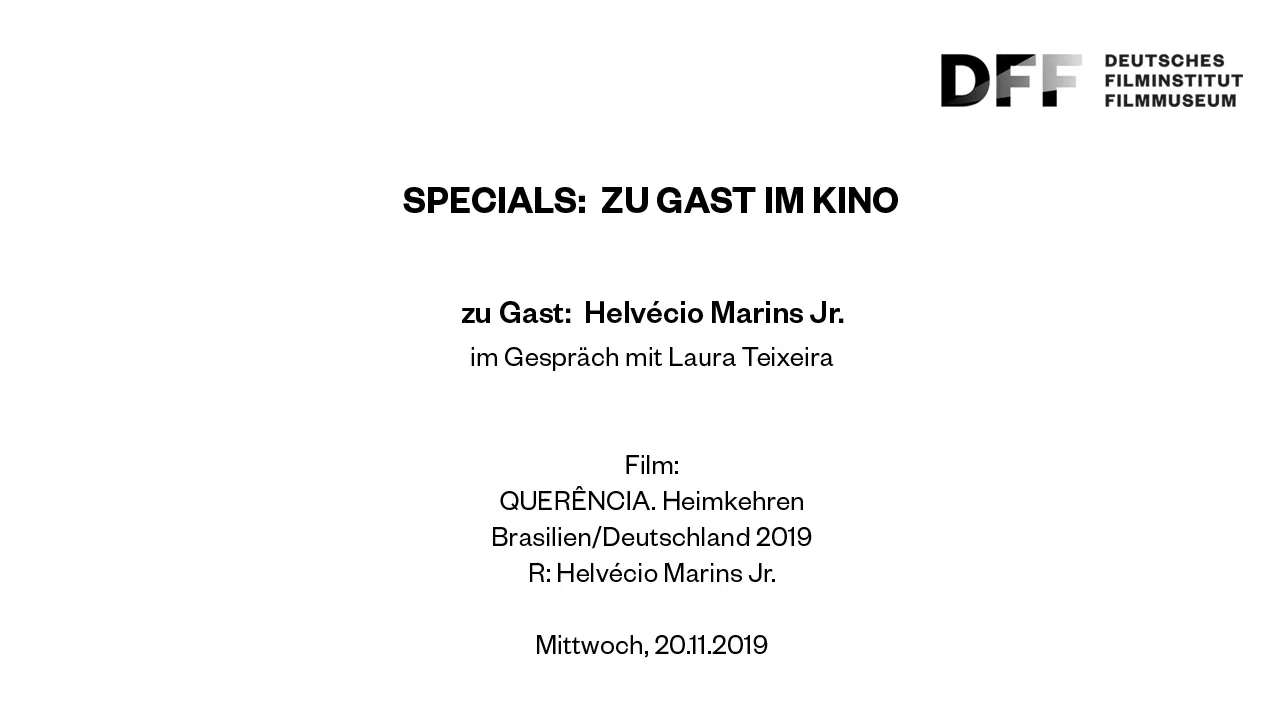 DFF
DEUTSCHES
FILMINSTITUT
FILMMUSEUM
SPECIALS: ZU GAST IM KINO
zu Gast: Helvécio Marins Jr.
im Gespräch mit Laura Teixeira
Film:
QUERÊNCIA. Heimkehren
Brasilien/Deutschland 2019
R: Helvécio Marins Jr.
Mittwoch, 20.11.2019